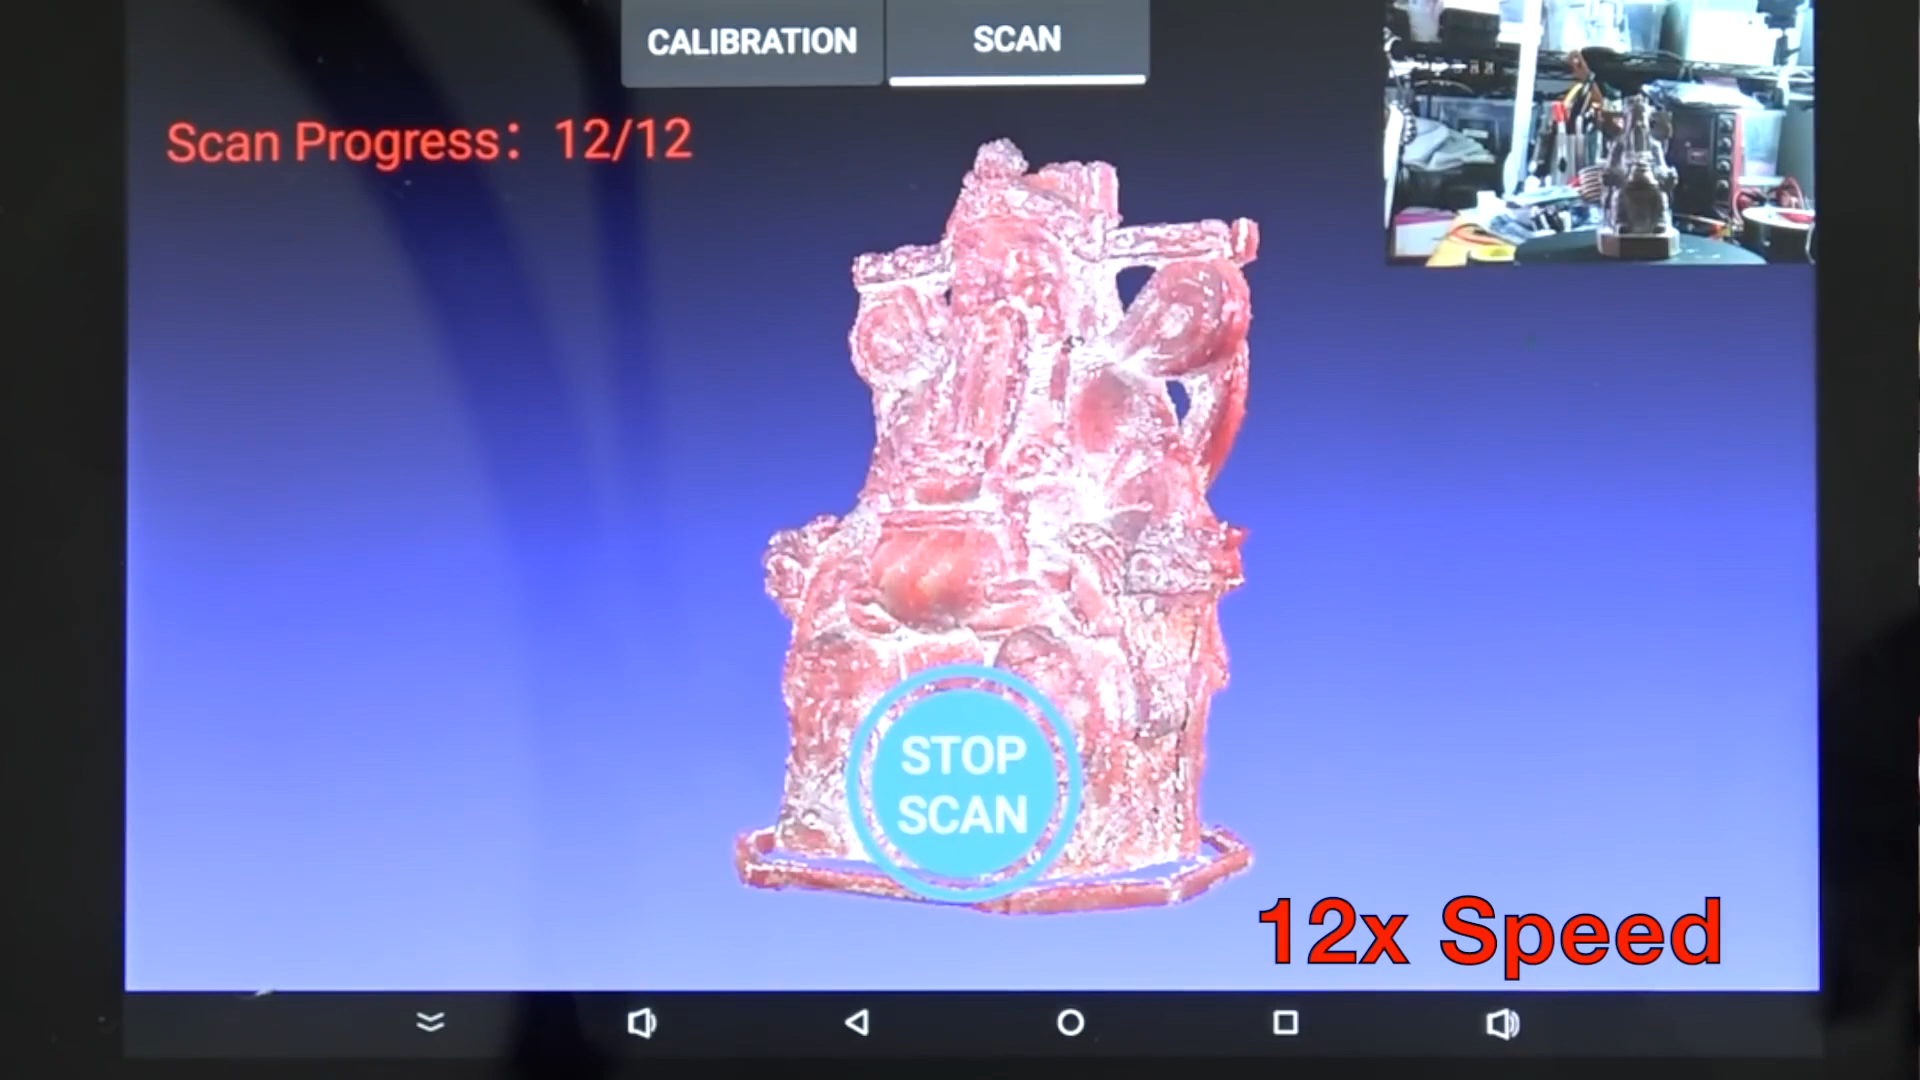 CALIBRATION
SCAN
Scan Progress: 12/12
STOP
SCAN
12x Speed